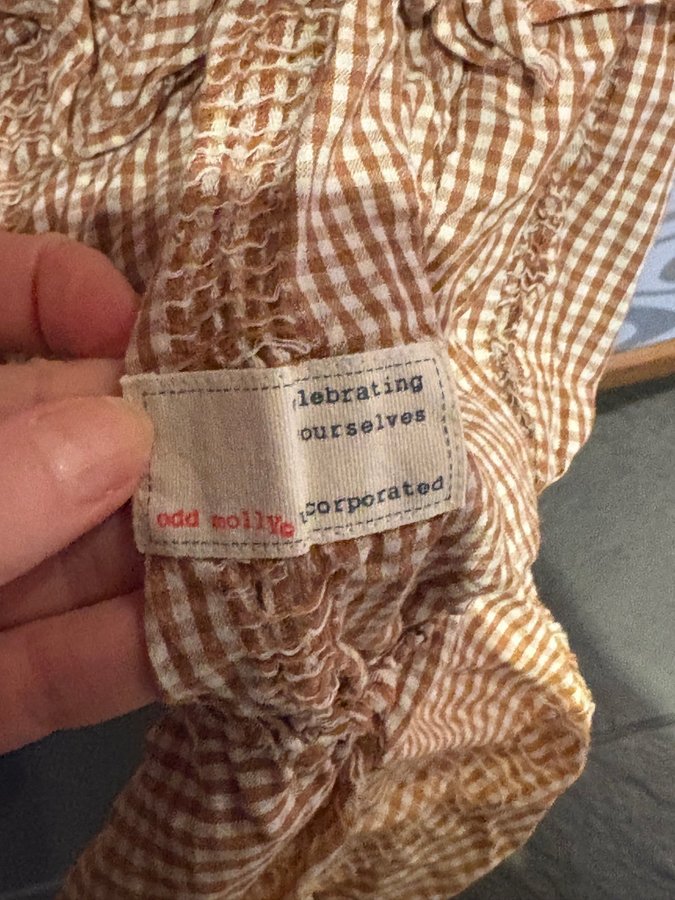 lebrating
ourselves
corporated
odd molly